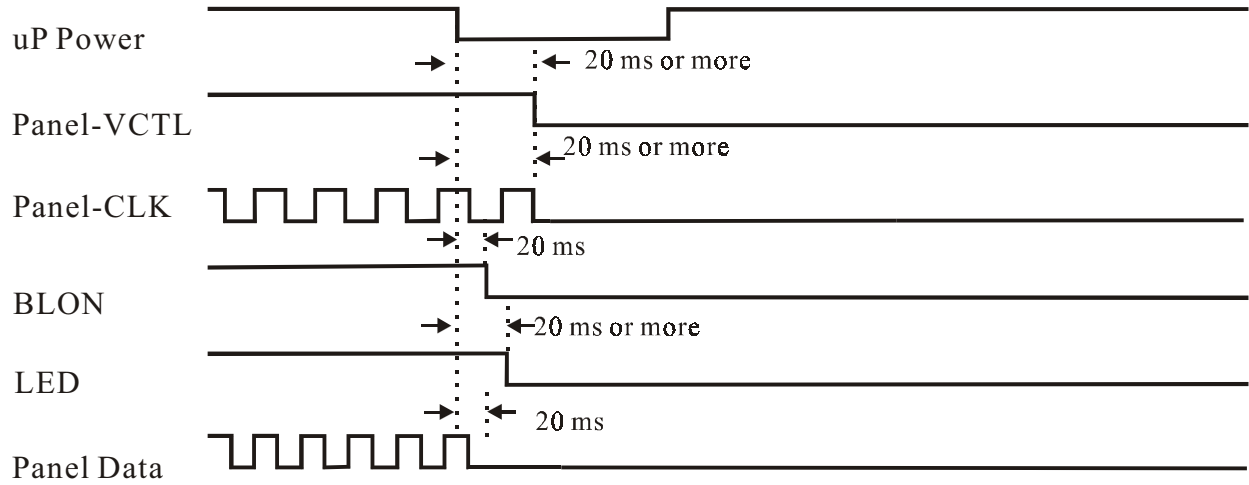 uP Power
20 ms or more
Panel-VCTL
20 ms or more
Panel-CLK
20 ms
BLON
20 ms or more
LED
20 ms
Panel Data